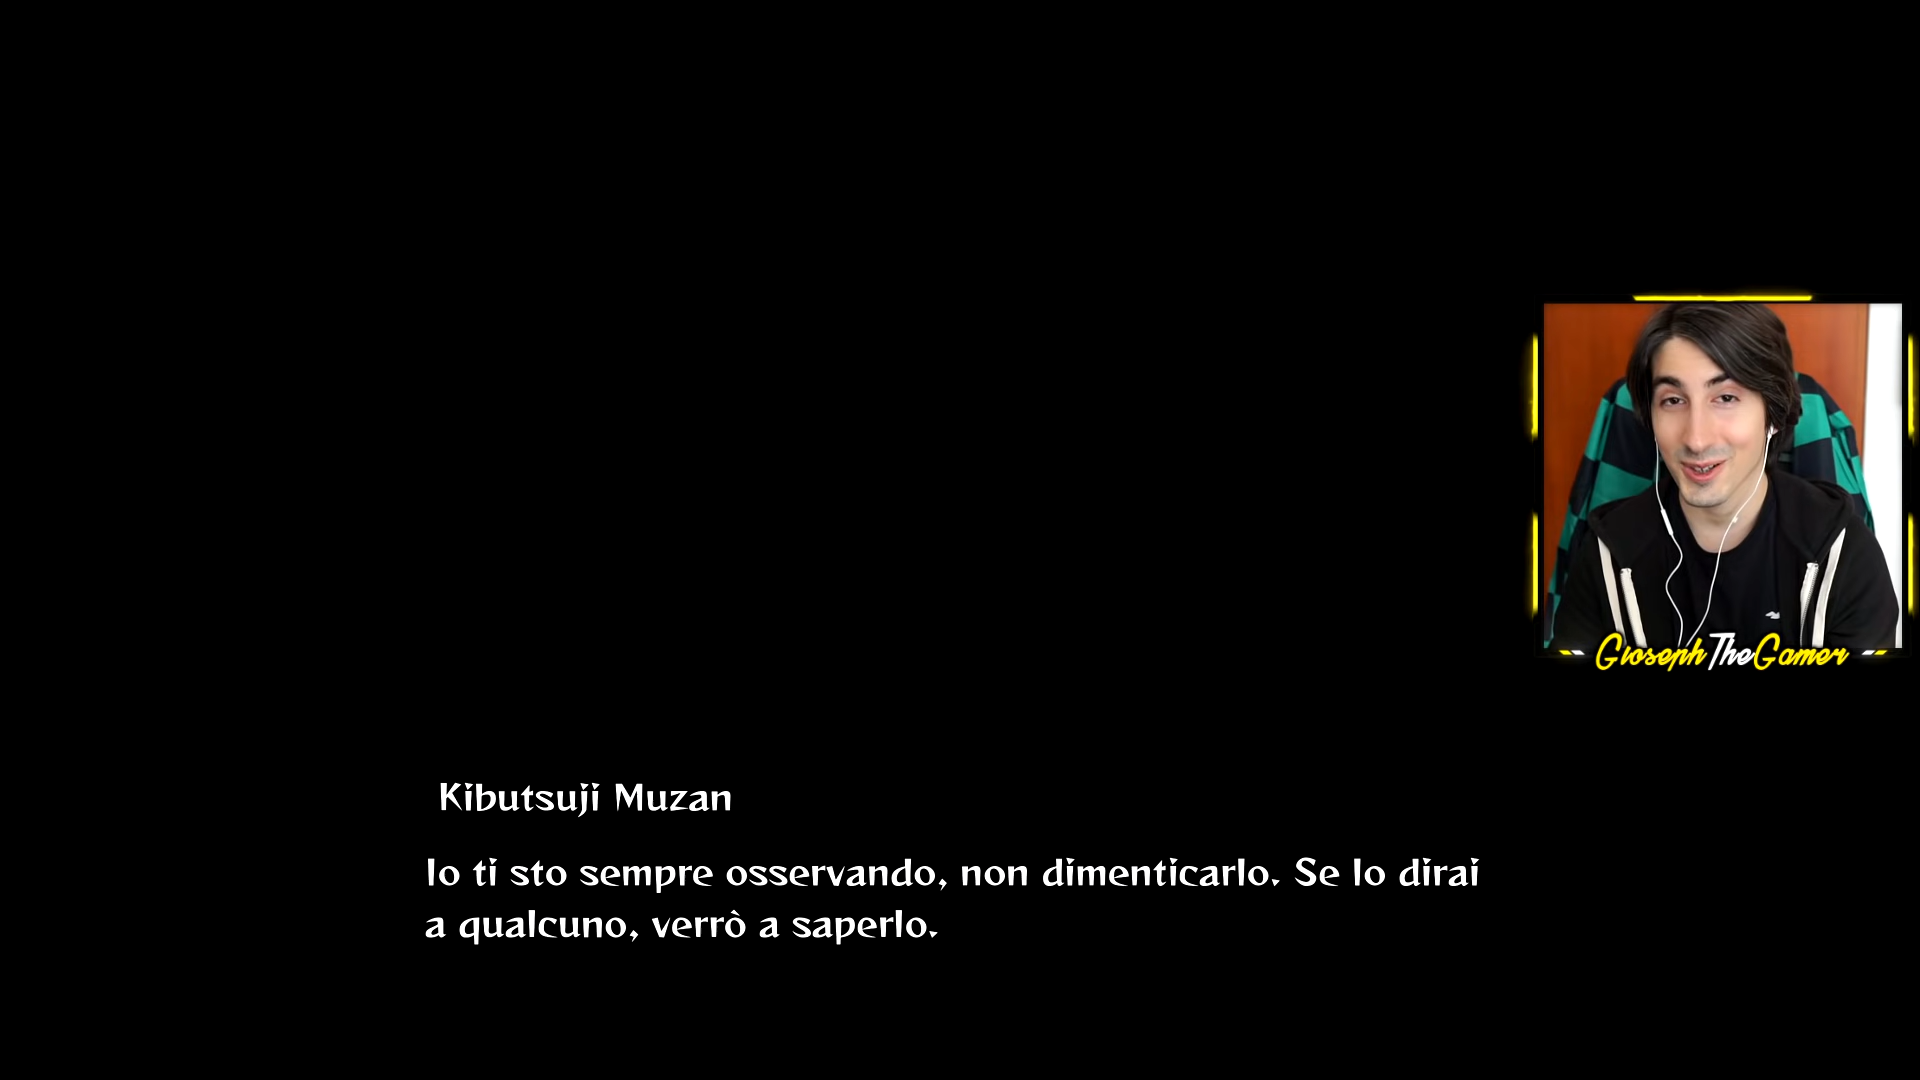 GiosephTheGamer
Kibutsuji Muzan
Io ti sto sempre osservando, non dimenticarlo. Se lo dirai
a qualcuno, verrò a saperlo.